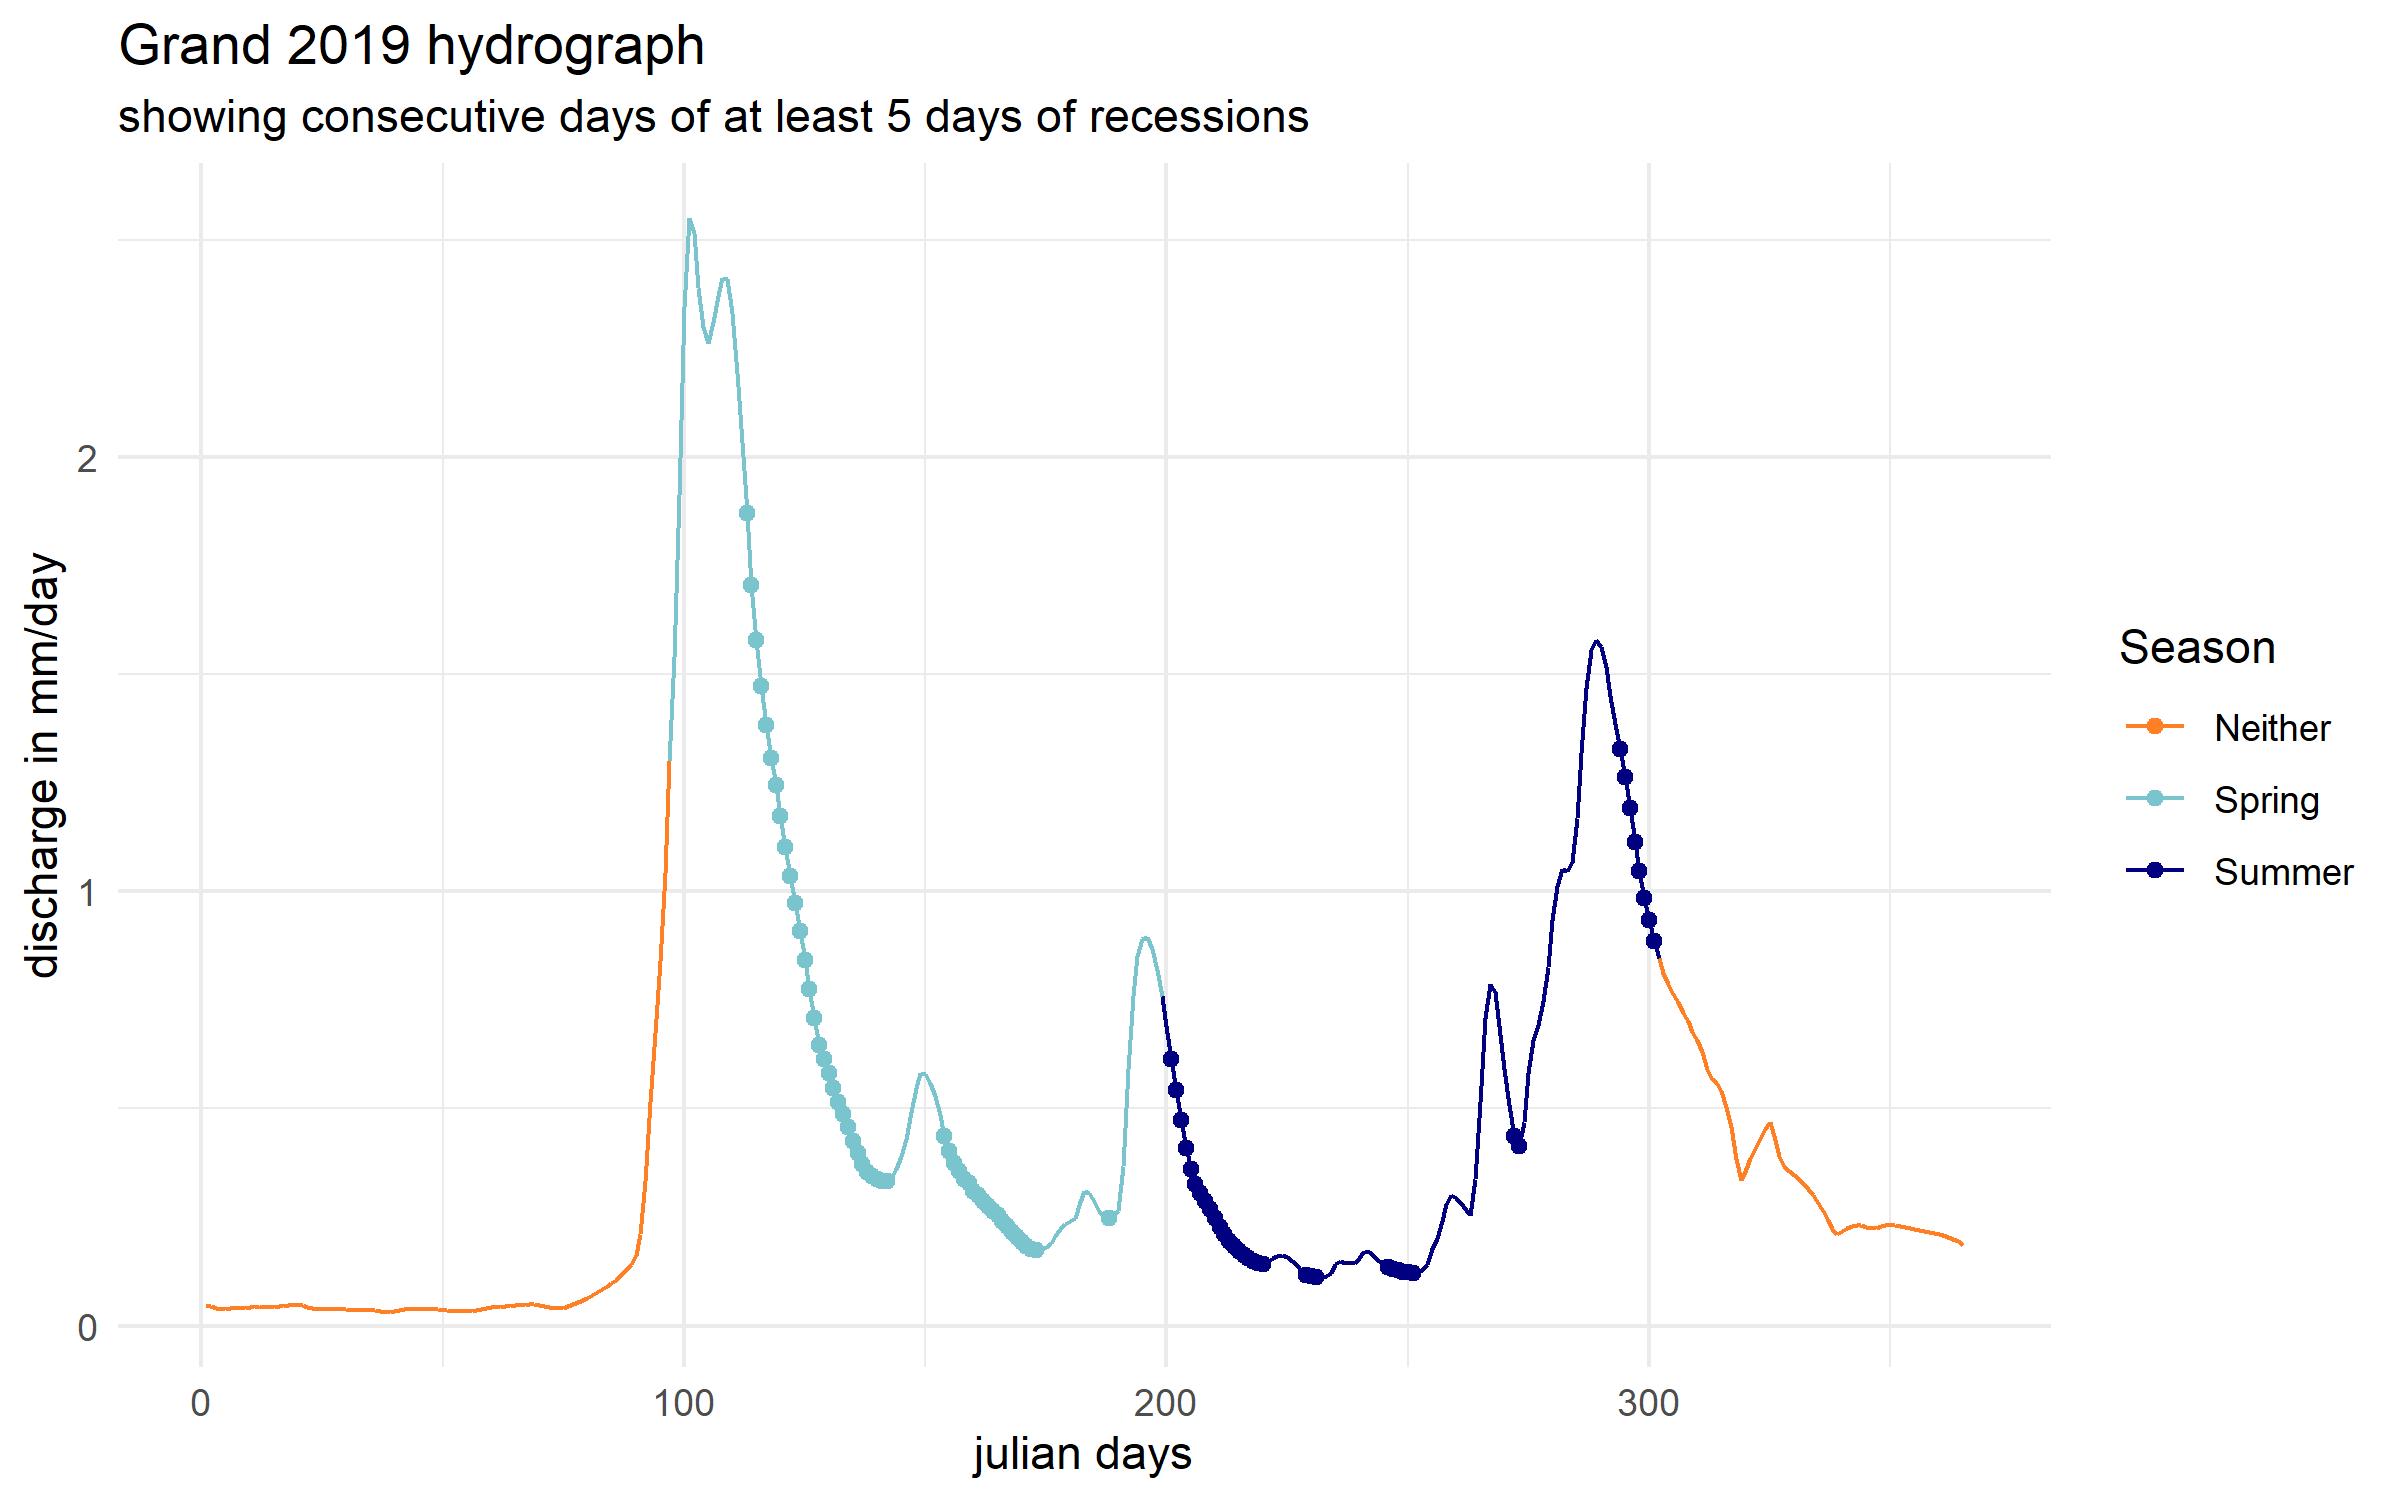 Grand 2019 hydrograph
showing consecutive days of at least 5 days of recessions
discharge in mm/day
2
1
0
0 100 200 300
julian days
Season
Neither
Spring
Summer